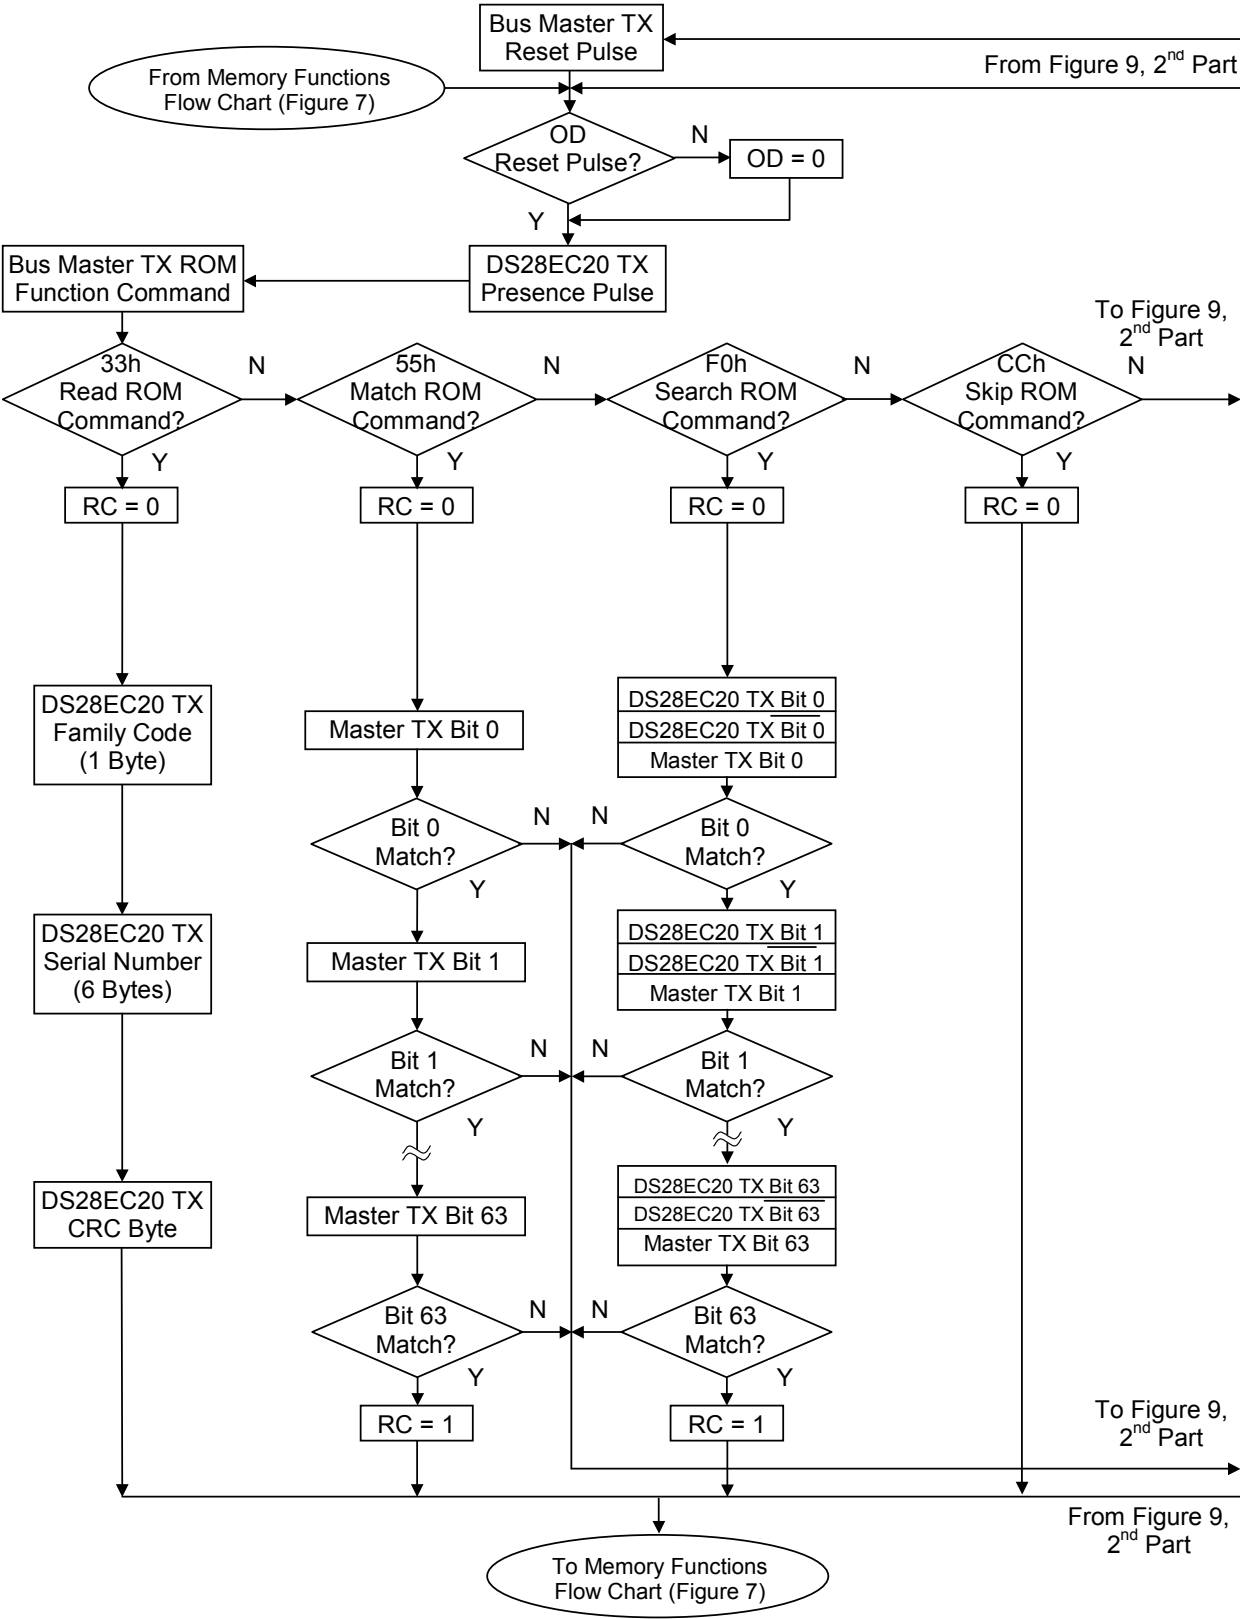 Bus Master TX
Reset Pulse
From Figure 9, 2nd Part
From Memory Functions
Flow Chart (Figure 7)
OD
Reset Pulse?
N
OD = 0
Y
Bus Master TX ROM
Function Command
DS28EC20 TX
Presence Pulse
To Figure 9,
2nd Part
33h
Read ROM
Command?
N
55h
Match ROM
Command?
N
F0h
Search ROM
Command?
N
CCh
Skip ROM
Command?
N
Y
Y
Y
Y
RC = 0
RC = 0
RC = 0
RC = 0
DS28EC20 TX
Family Code
(1 Byte)
Master TX Bit 0
DS28EC20 TX Bit 0
DS28EC20 TX B̅i̅t̅ ̅0̅
Master TX Bit 0
Bit 0
Match?
N
N
Bit 0
Match?
Y
Y
DS28EC20 TX
Serial Number
(6 Bytes)
Master TX Bit 1
DS28EC20 TX Bit 1
DS28EC20 TX B̅i̅t̅ ̅1̅
Master TX Bit 1
Bit 1
Match?
N
N
Bit 1
Match?
Y
Y
DS28EC20 TX
CRC Byte
Master TX Bit 63
DS28EC20 TX Bit 63
DS28EC20 TX B̅i̅t̅ ̅6̅3̅
Master TX Bit 63
Bit 63
Match?
N
N
Bit 63
Match?
Y
Y
RC = 1
RC = 1
To Figure 9,
2nd Part
From Figure 9,
2nd Part
To Memory Functions
Flow Chart (Figure 7)